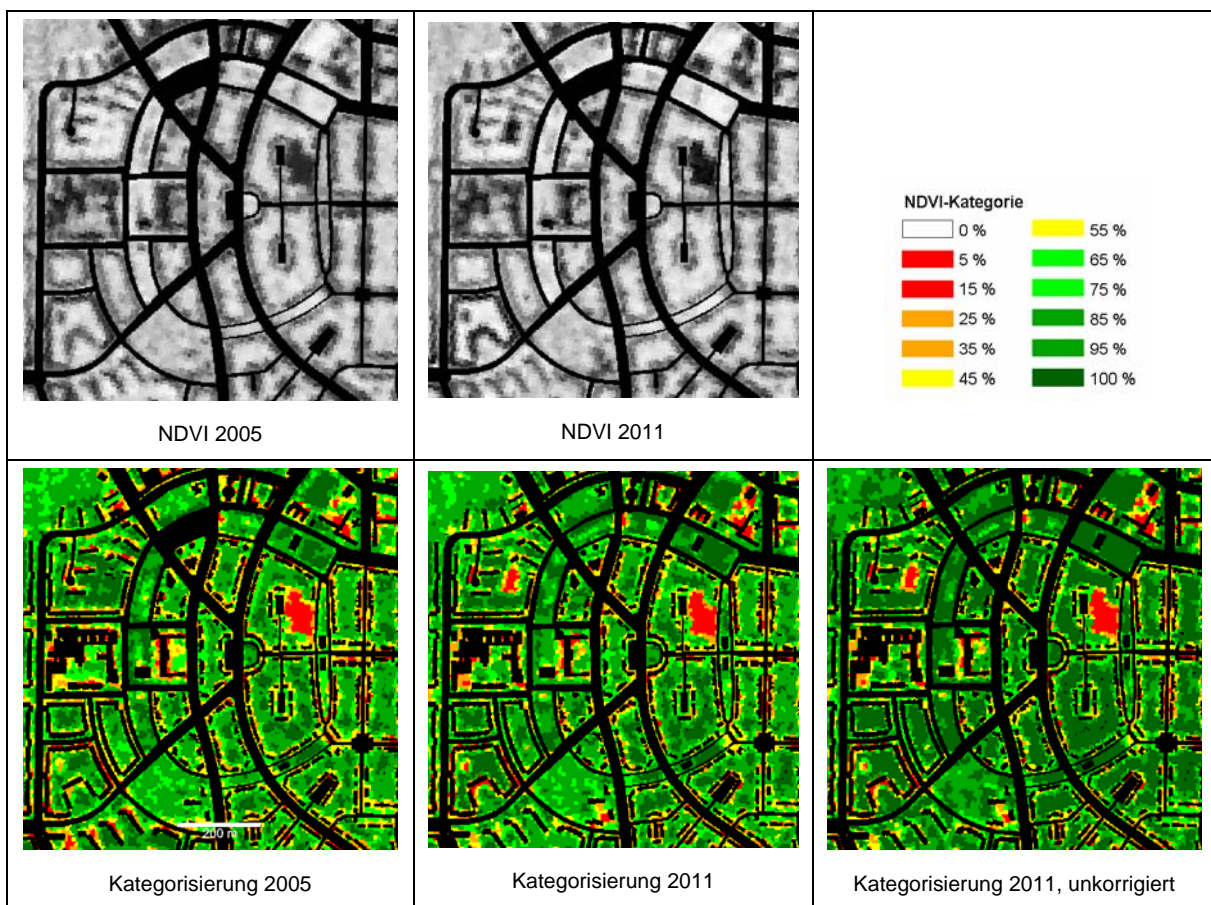 NDVI 2005
NDVI 2011
NDVI-Kategorie
0 %
55 %
5 %
65 %
15 %
75 %
25 %
85 %
35 %
95 %
45 %
100 %
200 m
Kategorisierung 2005
Kategorisierung 2011
Kategorisierung 2011, unkorrigiert